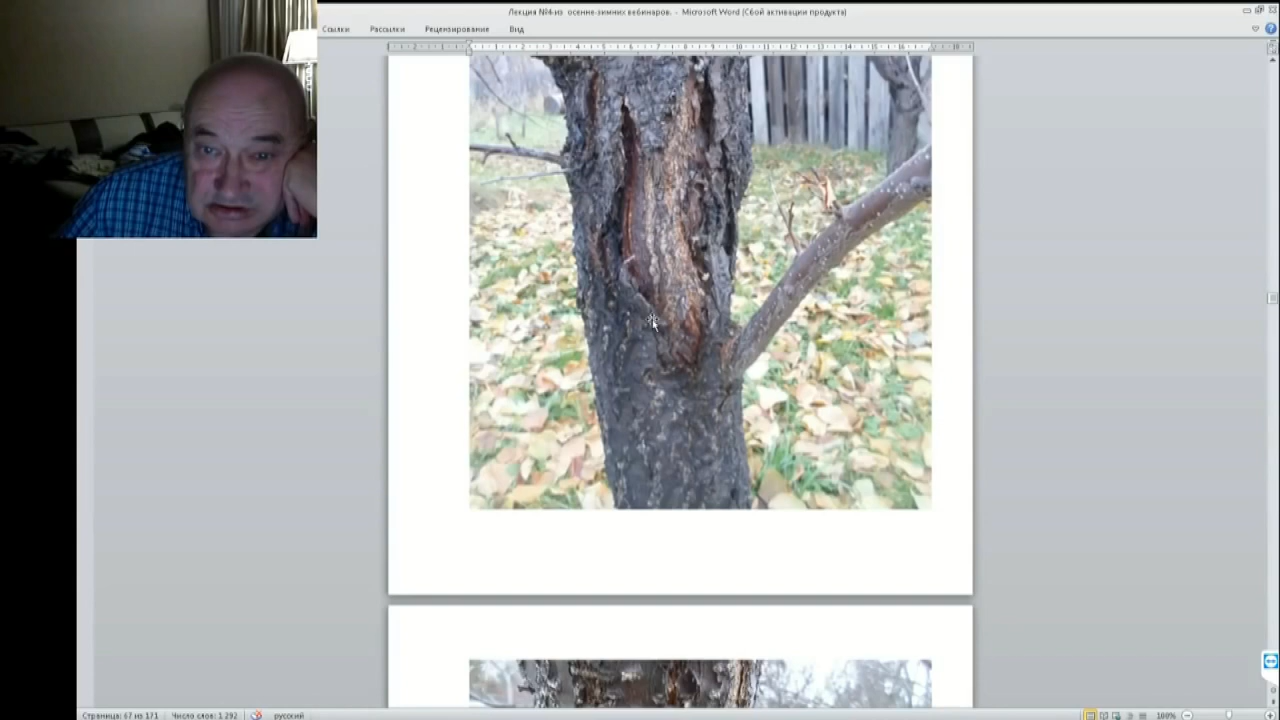 Лекция №4-из осенне-зимних вебинаров. - Microsoft Word (Сбой активации продукта)
Ссылки Рассылки Рецензирование Вид
Страница: 67 из 171 Число слов: 1 292 русский 100%